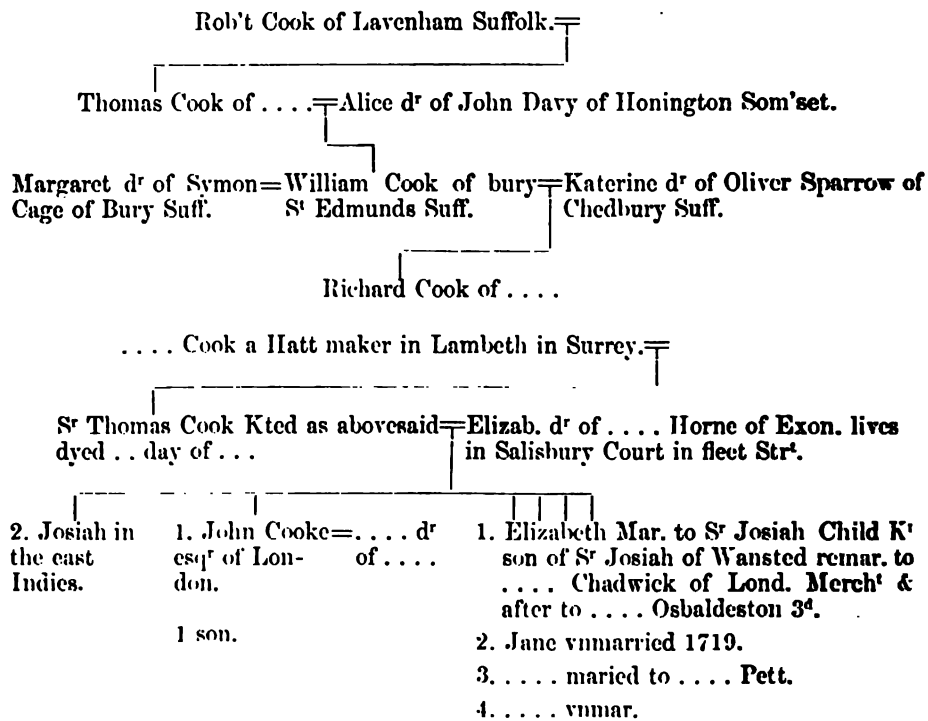 Rob't Cook of Lavenham Suffolk.
Thomas Cook of . . . . Alice dʳ of John Davy of Honington Som'set.
Margaret dʳ of Symon = William Cook of bury Katerine dʳ of Oliver Sparrow of
Cage of Bury Suff. Sᵗ Edmunds Suff. Chedbury Suff.
Richard Cook of . . . .
. . . . Cook a Hatt maker in Lambeth in Surrey.
Sʳ Thomas Cook Kted as abovesaid Elizab. dʳ of . . . . Horne of Exon. lives
dyed . . day of . . . in Salisbury Court in fleet Strᵗ.
2. Josiah in
the east
Indies.
1. John Cooke = . . . . dʳ
esqʳ of Lon- of . . . .
don.
1 son.
1. Elizabeth Mar. to Sʳ Josiah Child Kᵗ
son of Sʳ Josiah of Wansted remar. to
. . . . Chadwick of Lond. Merchᵗ &
after to . . . . Osbaldeston 3ᵈ.
2. Jane vnmarried 1719.
3. . . . . maried to . . . . Pett.
4. . . . . vnmar.